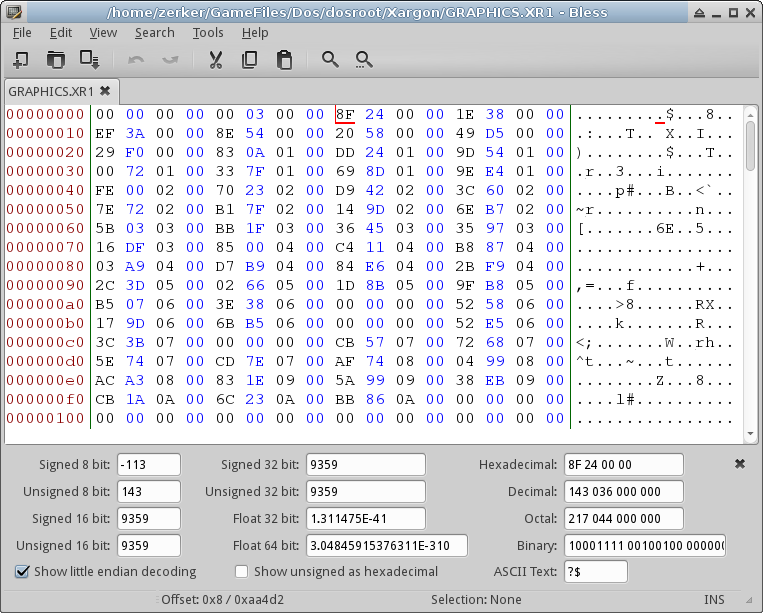 /home/zerker/GameFiles/Dos/dosroot/Xargon/GRAPHICS.XR1 - Bless
File Edit View Search Tools Help
GRAPHICS.XR1
00000000 00 00 00 00 00 03 00 00 8F 24 00 00 1E 38 00 00 .........$...8..
00000010 EF 3A 00 00 8E 54 00 00 20 58 00 00 49 D5 00 00 .:...T.. X..I...
00000020 29 F0 00 00 83 0A 01 00 DD 24 01 00 9D 54 01 00 )........$...T..
00000030 00 72 01 00 33 7F 01 00 69 8D 01 00 9E E4 01 00 .r..3...i.......
00000040 FE 00 02 00 70 23 02 00 D9 42 02 00 3C 60 02 00 ....p#...B..<`..
00000050 7E 72 02 00 B1 7F 02 00 14 9D 02 00 6E B7 02 00 ~r..........n...
00000060 5B 03 03 00 BB 1F 03 00 36 45 03 00 35 97 03 00 [.......6E..5...
00000070 16 DF 03 00 85 00 04 00 C4 11 04 00 B8 87 04 00 ................
00000080 03 A9 04 00 D7 B9 04 00 84 E6 04 00 2B F9 04 00 ............+...
00000090 2C 3D 05 00 02 66 05 00 1D 8B 05 00 9F B8 05 00 ,=...f..........
000000a0 B5 07 06 00 3E 38 06 00 00 00 00 00 52 58 06 00 ....>8......RX..
000000b0 17 9D 06 00 6B B5 06 00 00 00 00 00 52 E5 06 00 ....k.......R...
000000c0 3C 3B 07 00 00 00 00 00 CB 57 07 00 72 68 07 00 <;.......W..rh..
000000d0 5E 74 07 00 CD 7E 07 00 AF 74 08 00 04 99 08 00 ^t...~...t......
000000e0 AC A3 08 00 83 1E 09 00 5A 99 09 00 38 EB 09 00 ........Z...8...
000000f0 CB 1A 0A 00 6C 23 0A 00 BB 86 0A 00 00 00 00 00 ....l#..........
00000100 00 00 00 00 00 00 00 00 00 00 00 00 00 00 00 00 ................
Signed 8 bit: -113 Signed 32 bit: 9359 Hexadecimal: 8F 24 00 00
Unsigned 8 bit: 143 Unsigned 32 bit: 9359 Decimal: 143 036 000 000
Signed 16 bit: 9359 Float 32 bit: 1.311475E-41 Octal: 217 044 000 000
Unsigned 16 bit: 9359 Float 64 bit: 3.04845915376311E-310 Binary: 10001111 00100100 000000
Show little endian decoding Show unsigned as hexadecimal ASCII Text: ?$
Offset: 0x8 / 0xaa4d2 Selection: None INS